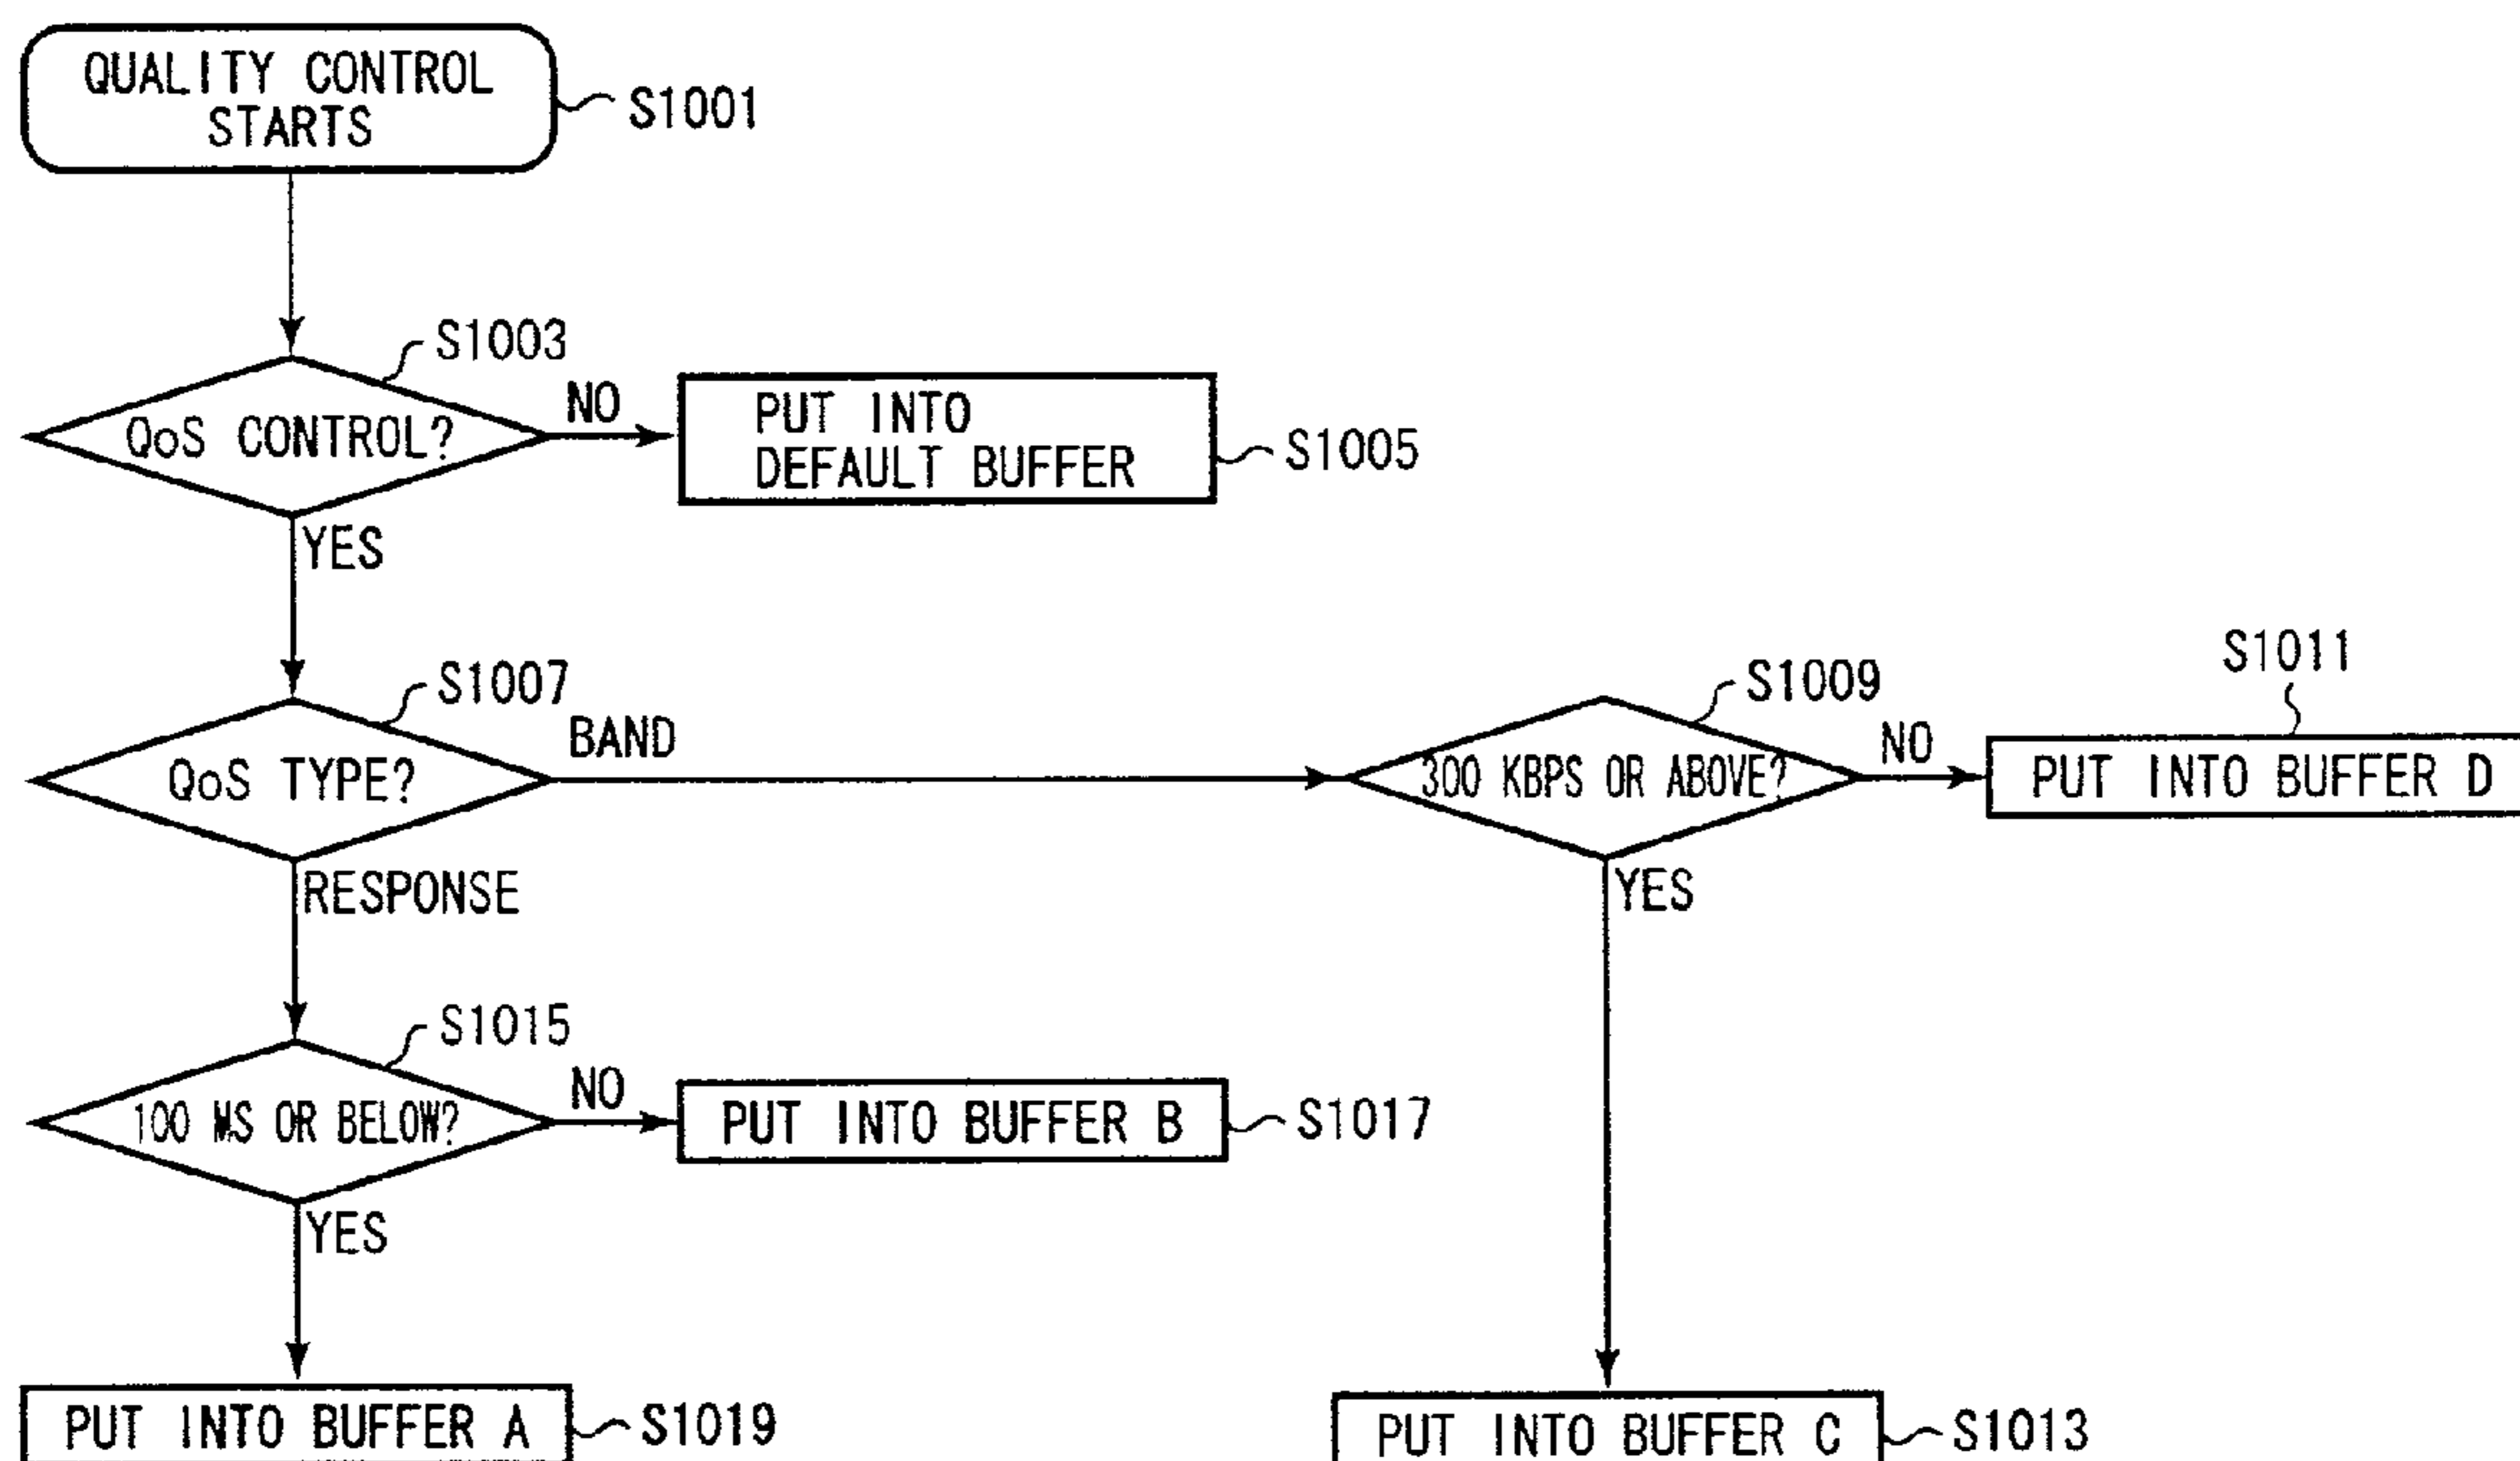 QUALITY CONTROL
STARTS
S1001
S1003
QoS CONTROL?
NO
PUT INTO
DEFAULT BUFFER
S1005
YES
S1007
QoS TYPE?
BAND
S1009
300 KBPS OR ABOVE?
NO
S1011
PUT INTO BUFFER D
RESPONSE
YES
S1015
100 MS OR BELOW?
NO
PUT INTO BUFFER B
S1017
YES
PUT INTO BUFFER A
S1019
PUT INTO BUFFER C
S1013